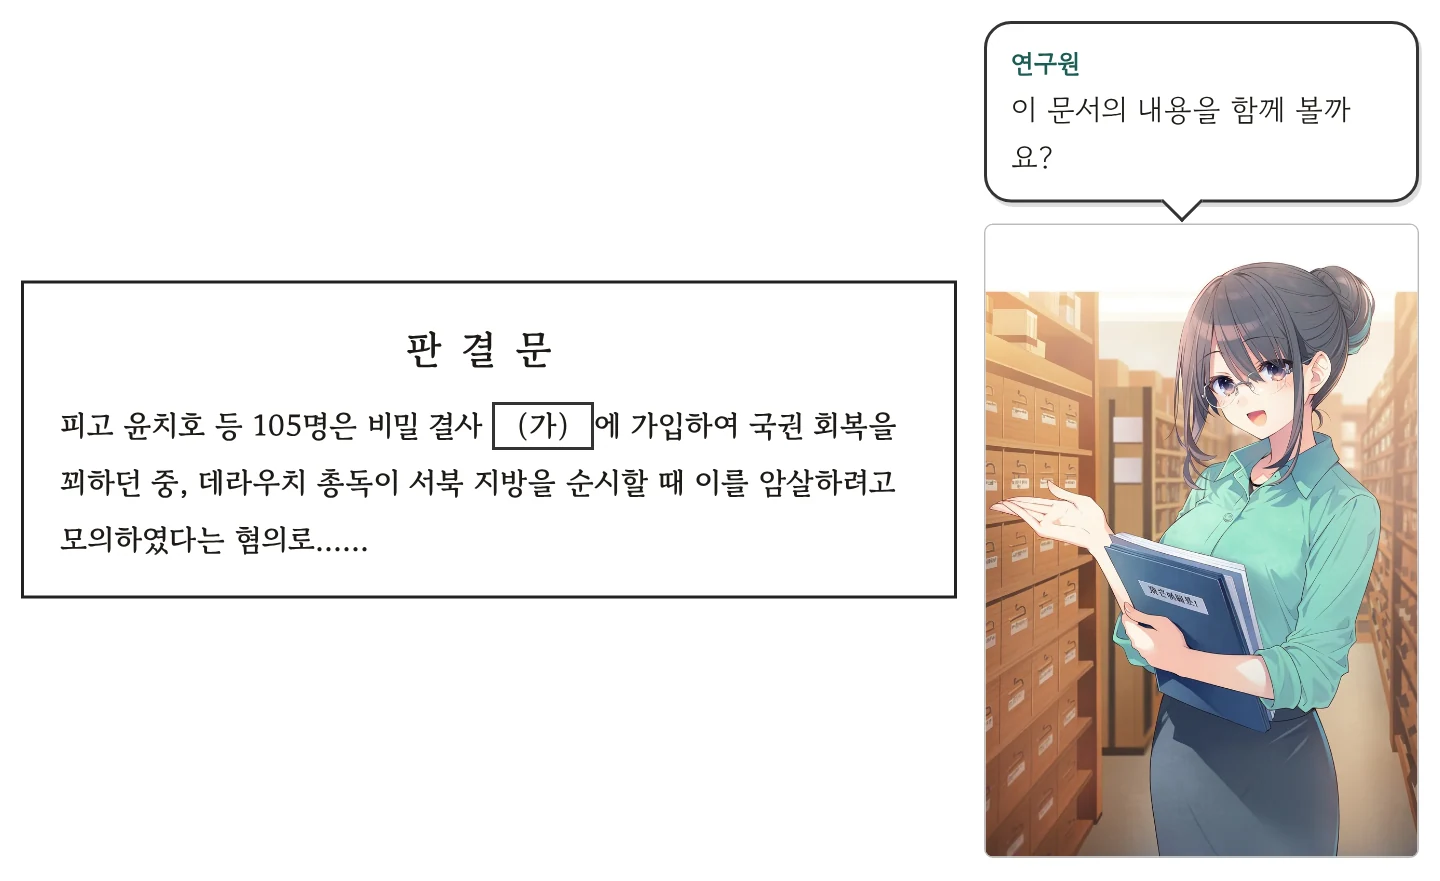 판 결 문
피고 윤치호 등 105명은 비밀 결사 (가)에 가입하여 국권 회복을
꾀하던 중, 데라우치 총독이 서북 지방을 순시할 때 이를 암살하려고
모의하였다는 혐의로……
연구원
이 문서의 내용을 함께 볼까
요?